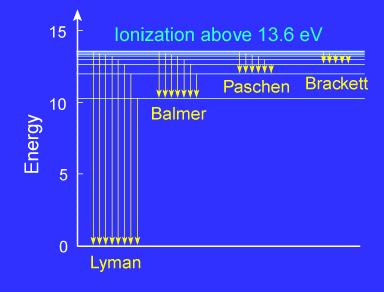 15
Ionization above 13.6 eV
Paschen
Brackett
10
Balmer
Energy
5
0
Lyman